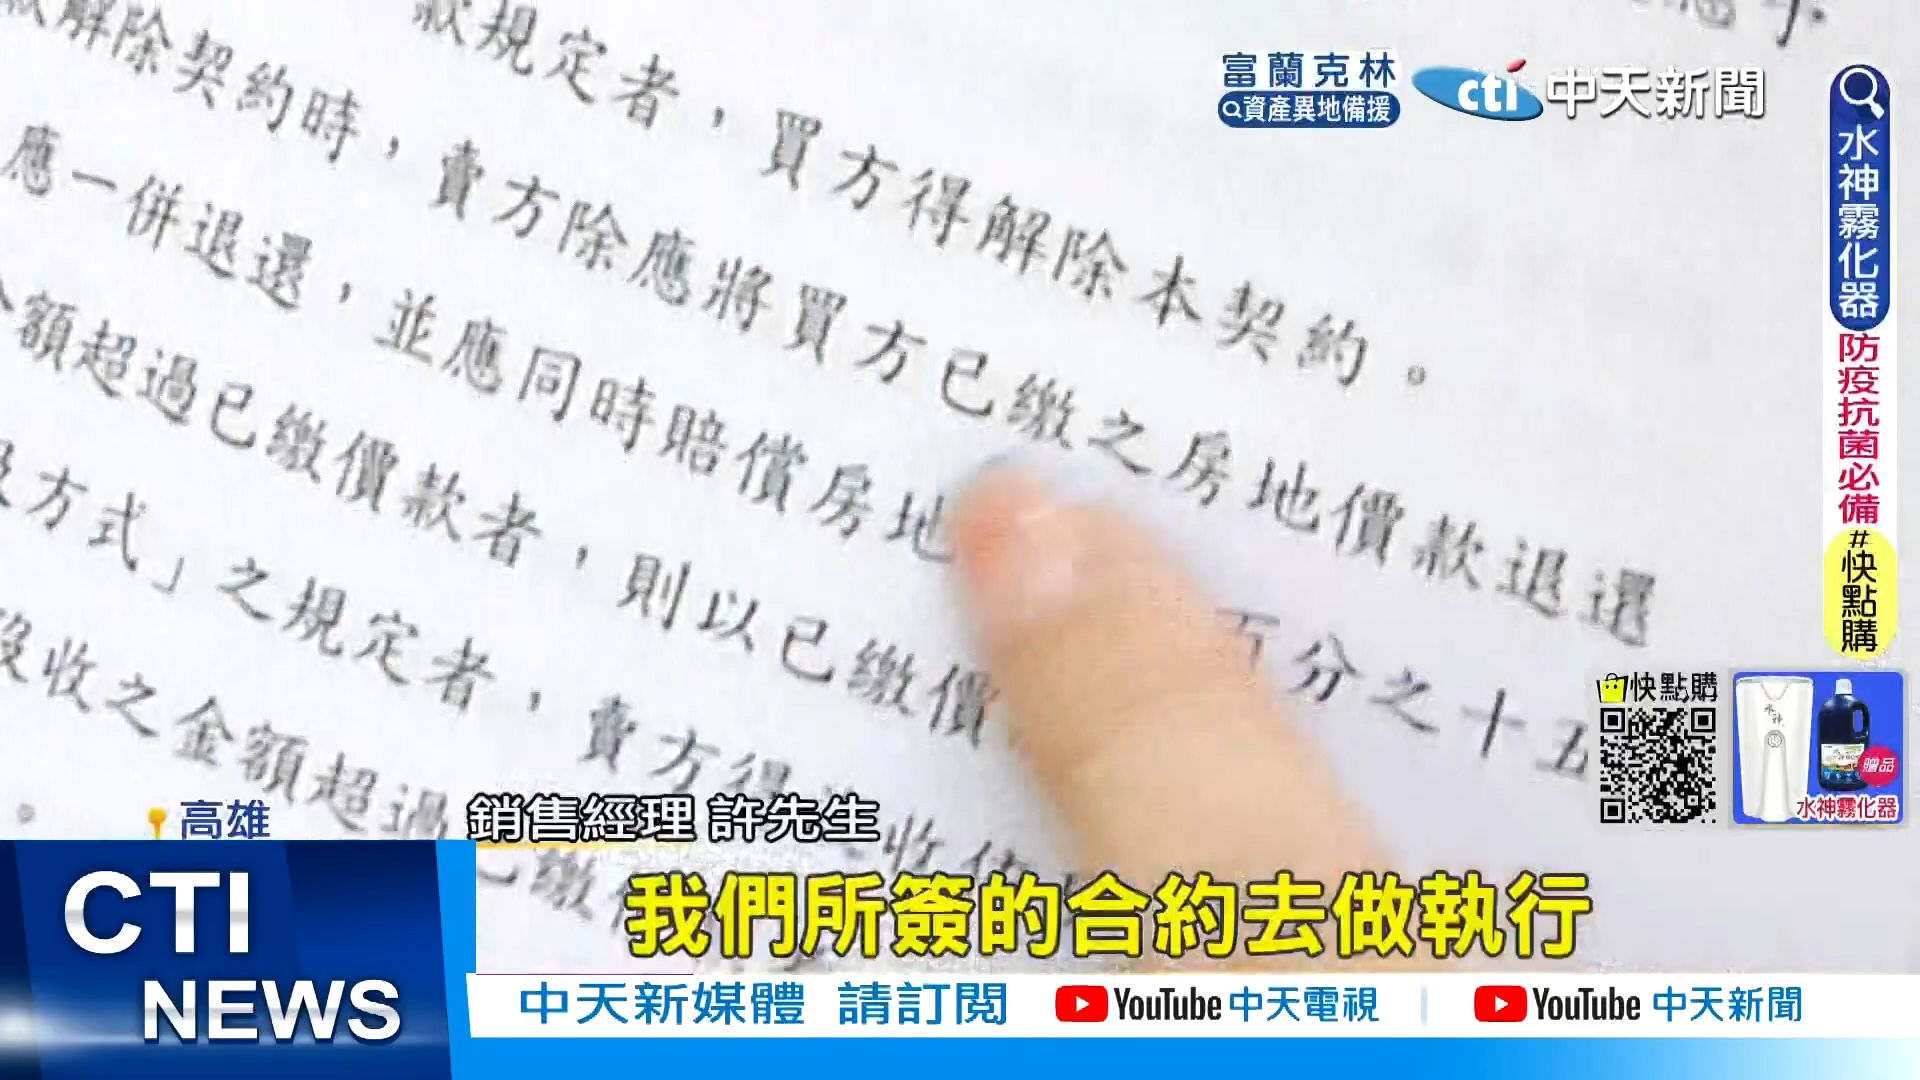 款規定者，買方得解除本契約。
解除契約時，賣方除應將買方已繳之房地價款退還
應一併退還，並應同時賠償房地
百分之十五
額超過已繳價款者，則以已繳價
方式」之規定者，賣方得
沒收之金額超過
已繳
富蘭克林
資產異地備援
cti 中天新聞
水神霧化器
防疫抗菌必備
#快點購
快點購
水神
贈品
水神霧化器
高雄
銷售經理 許先生
我們所簽的合約去做執行
CTI
NEWS
中天新媒體 請訂閱 YouTube 中天電視 | YouTube 中天新聞